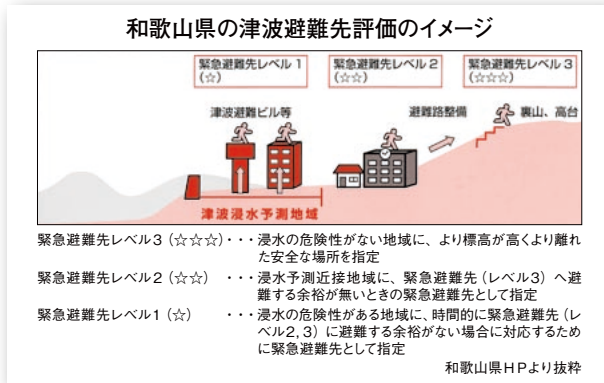 和歌山県の津波避難先評価のイメージ
緊急避難先レベル1
(☆)
緊急避難先レベル2
(☆☆)
緊急避難先レベル3
(☆☆☆)
津波避難ビル等
避難路整備
裏山、高台
津波浸水予測地域
緊急避難先レベル3(☆☆☆)・・・浸水の危険性がない地域に、より標高が高くより離れ
た安全な場所を指定
緊急避難先レベル2(☆☆) ・・・浸水予測近接地域に、緊急避難先(レベル3)へ避
難する余裕が無いときの緊急避難先として指定
緊急避難先レベル1(☆) ・・・浸水の危険性がある地域に、時間的に緊急避難先(レ
ベル2,3)に避難する余裕がない場合に対応するため
に緊急避難先として指定
和歌山県HPより抜粋